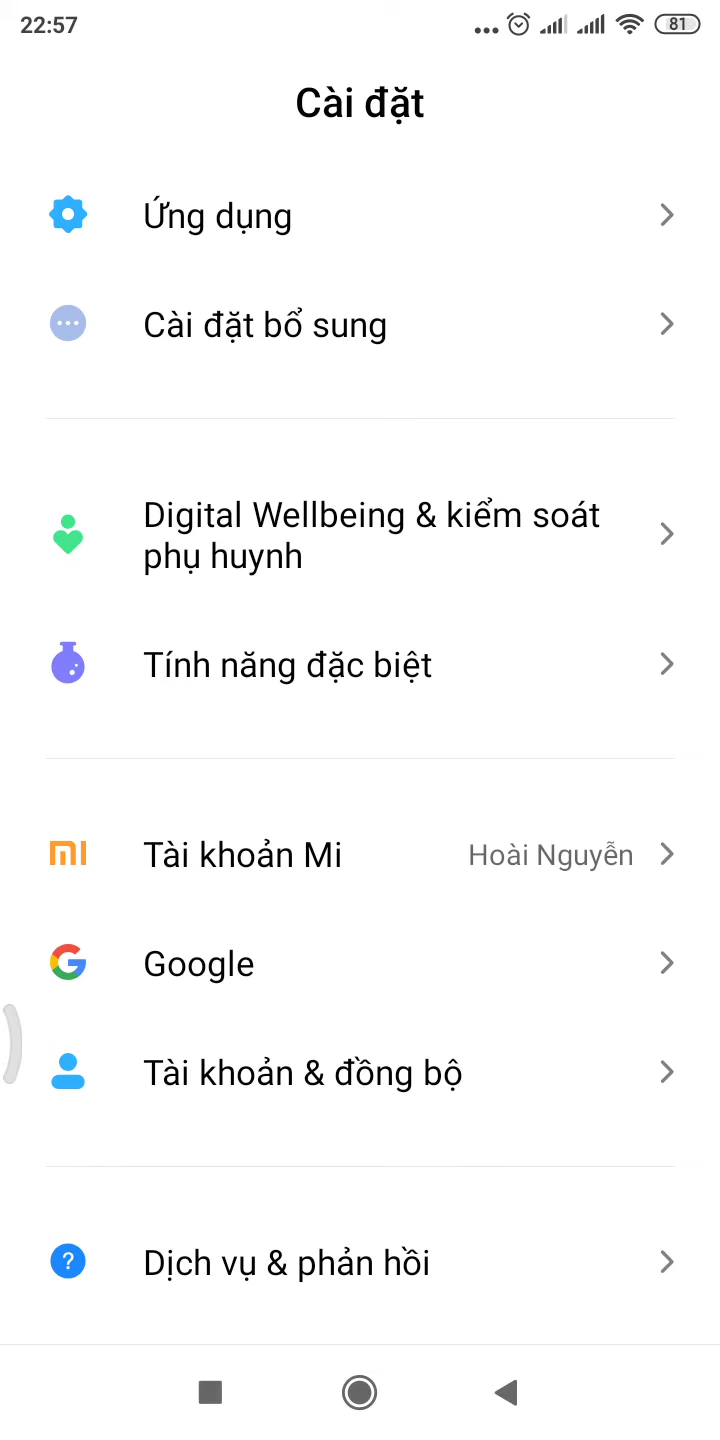 22:57
81
Cài đặt
Ứng dụng
Cài đặt bổ sung
Digital Wellbeing & kiểm soát
phụ huynh
Tính năng đặc biệt
Tài khoản Mi Hoài Nguyễn
Google
Tài khoản & đồng bộ
Dịch vụ & phản hồi